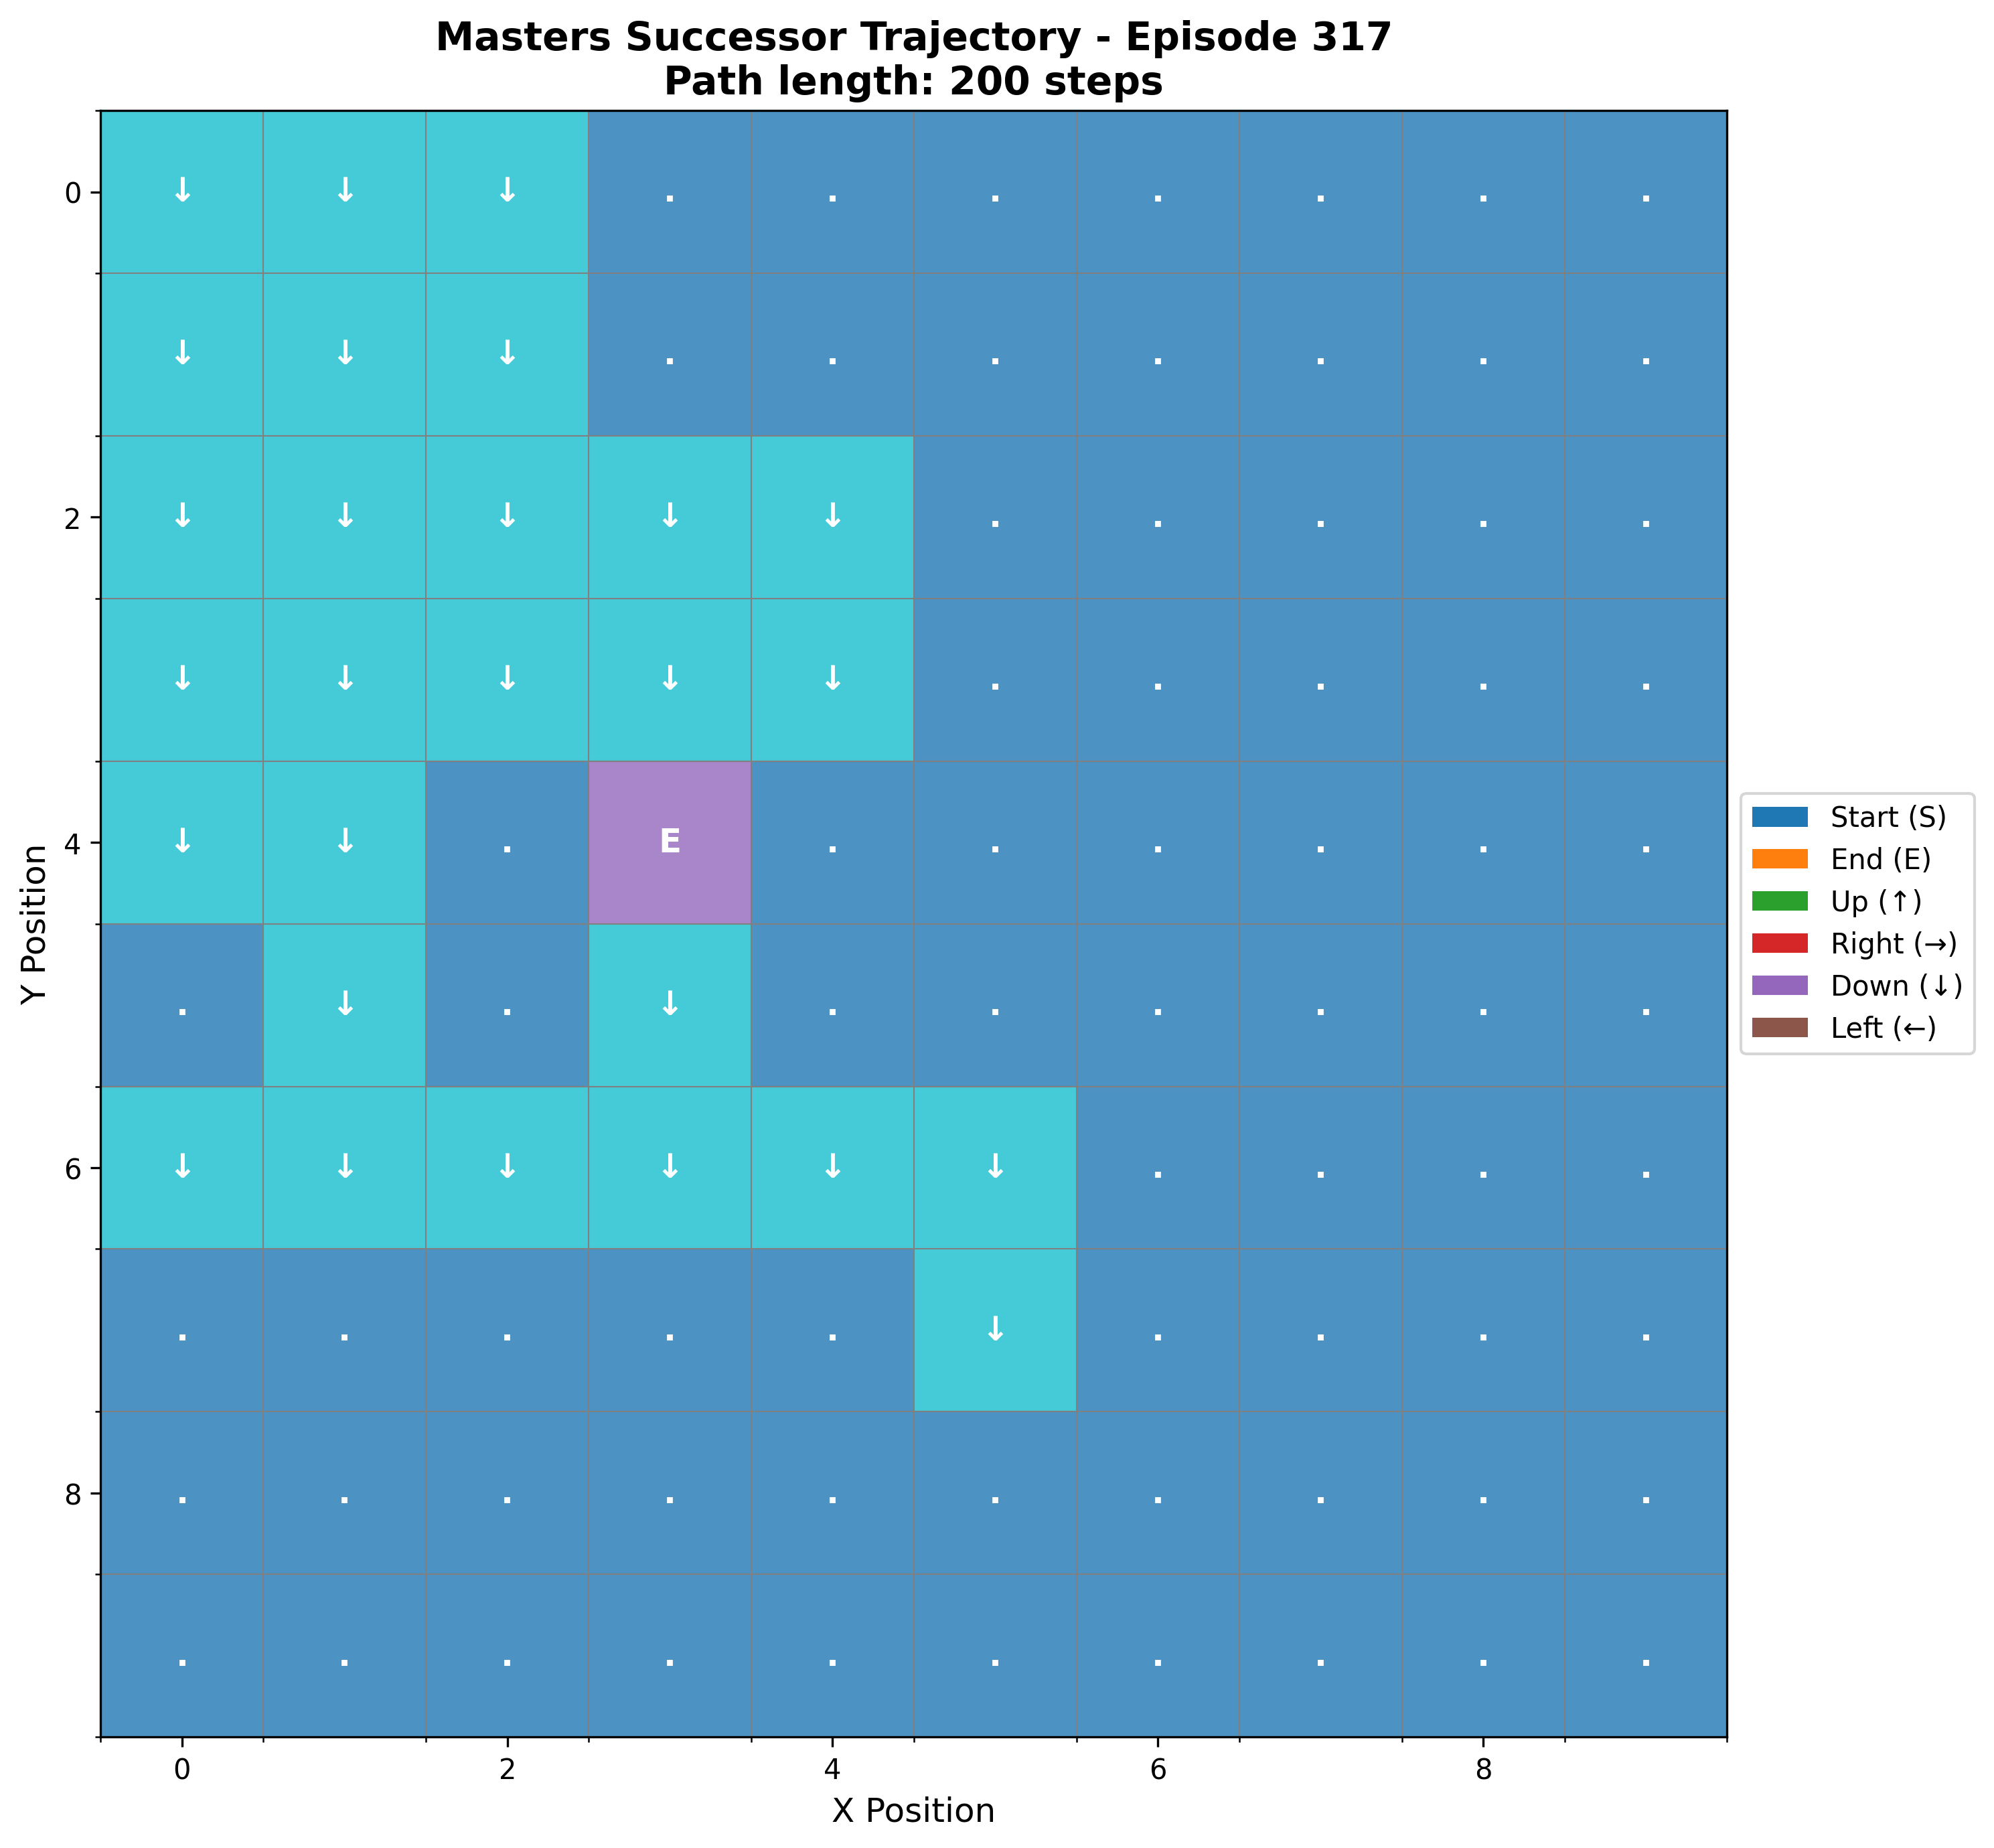 Masters Successor Trajectory - Episode 317
Path length: 200 steps
0 ↓ ↓ ↓ . . . . . . .
↓ ↓ ↓ . . . . . . .
2 ↓ ↓ ↓ ↓ ↓ . . . . .
↓ ↓ ↓ ↓ ↓ . . . . .
4 ↓ ↓ . E . . . . . .
. ↓ . ↓ . . . . . .
6 ↓ ↓ ↓ ↓ ↓ ↓ . . . .
. . . . . ↓ . . . .
8 . . . . . . . . . .
. . . . . . . . . .
0 2 4 6 8
X Position
Y Position
Start (S)
End (E)
Up (↑)
Right (→)
Down (↓)
Left (←)